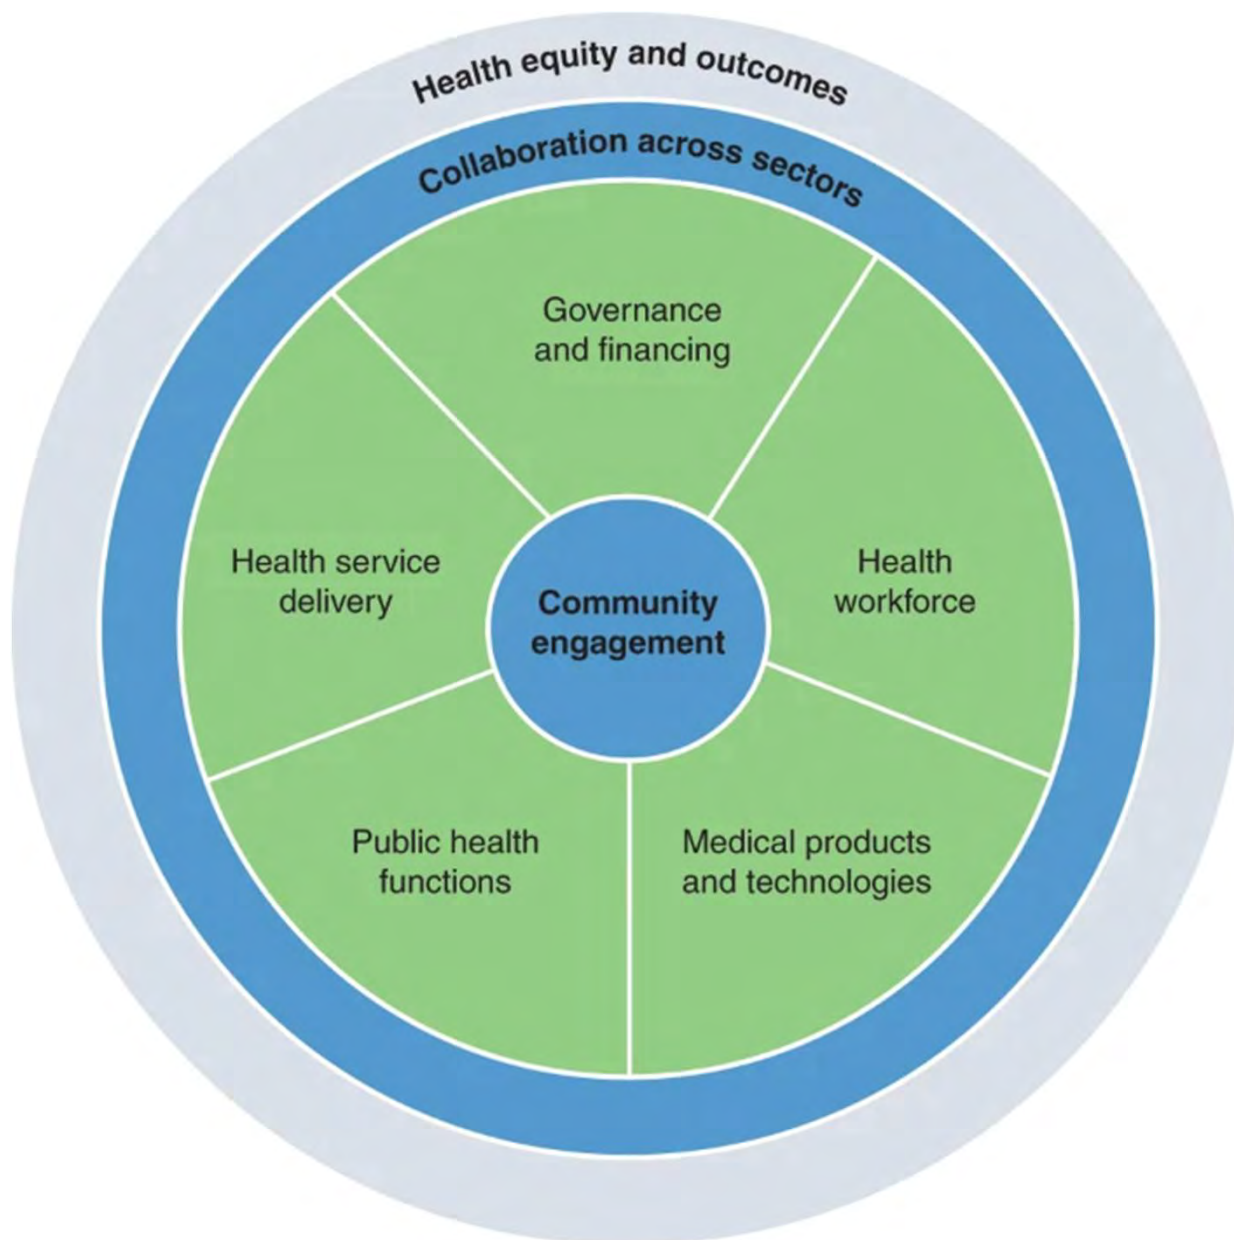 Health equity and outcomes
Collaboration across sectors
Governance
and financing
Health service
delivery
Community
engagement
Health
workforce
Public health
functions
Medical products
and technologies